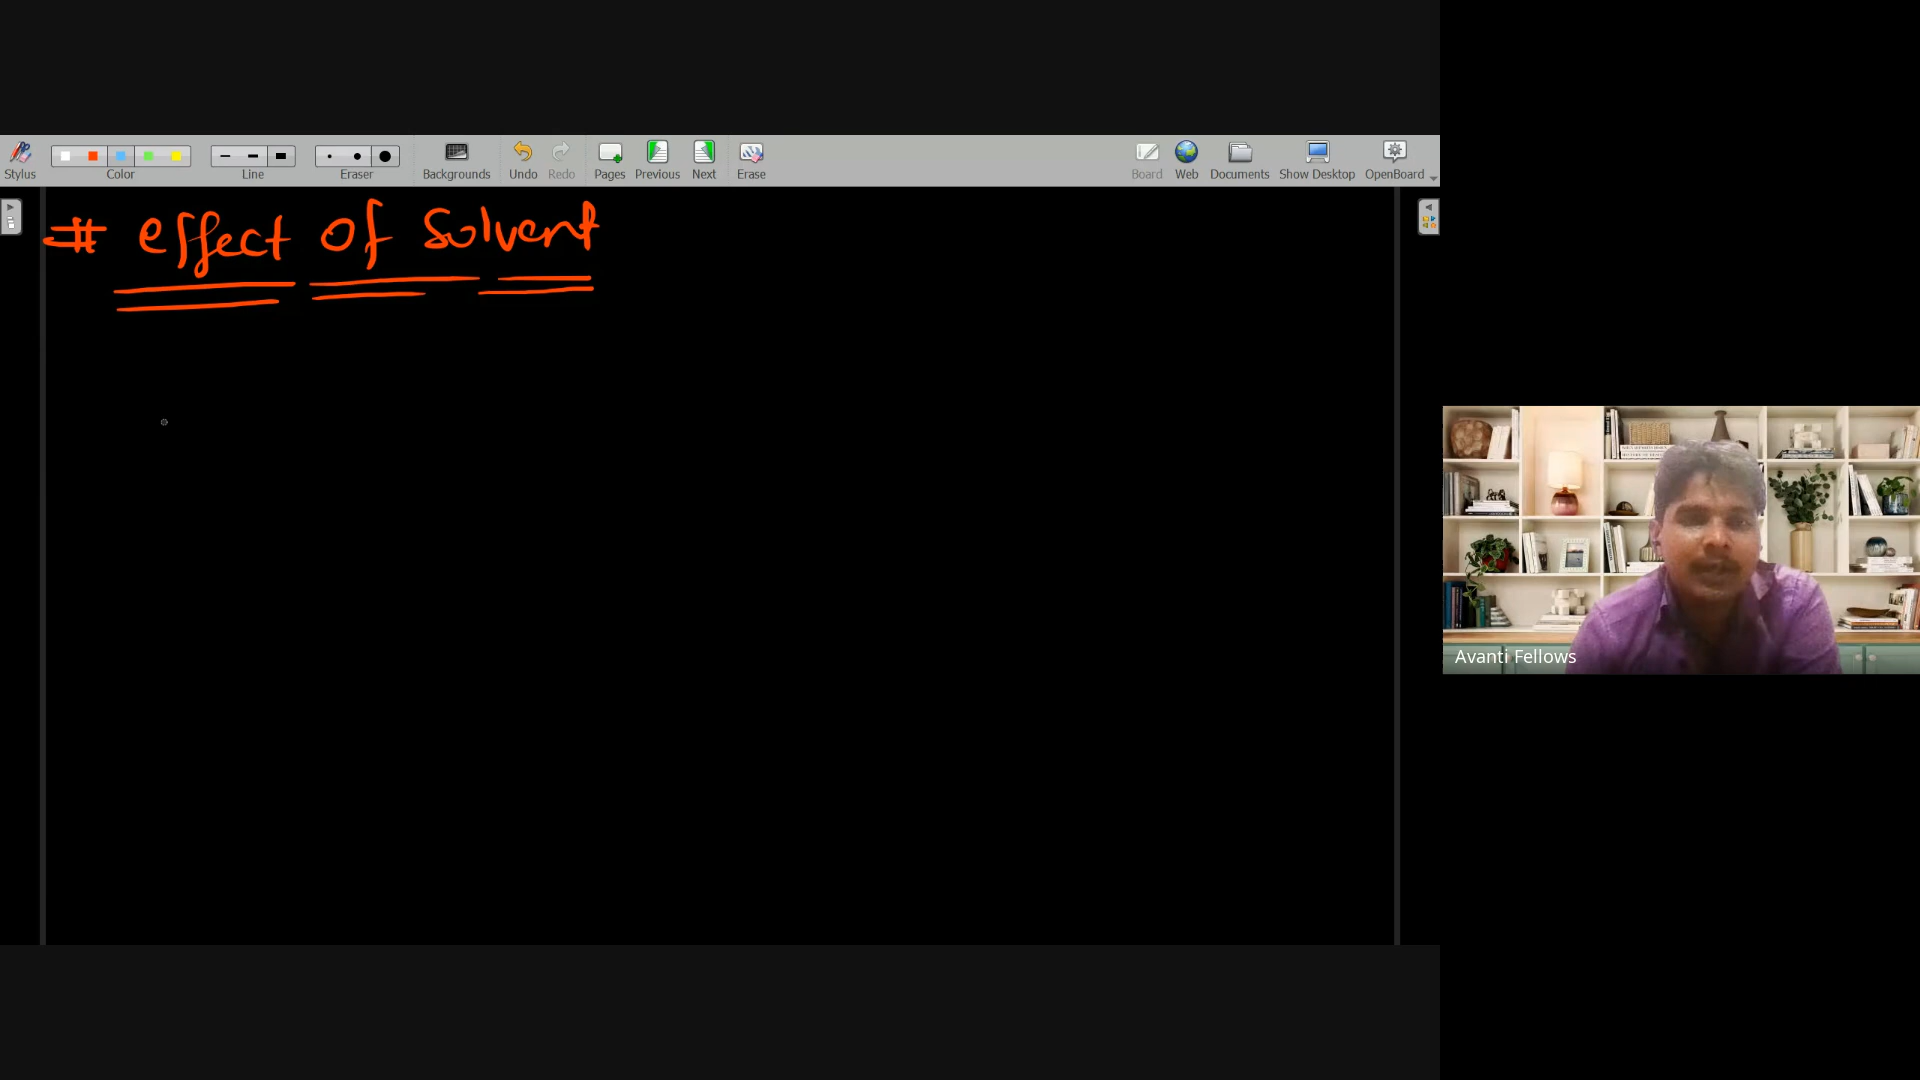 Stylus Color Line Eraser Backgrounds Undo Redo Pages Previous Next Erase Board Web Documents Show Desktop OpenBoard
# effect of Solvent
Avanti Fellows